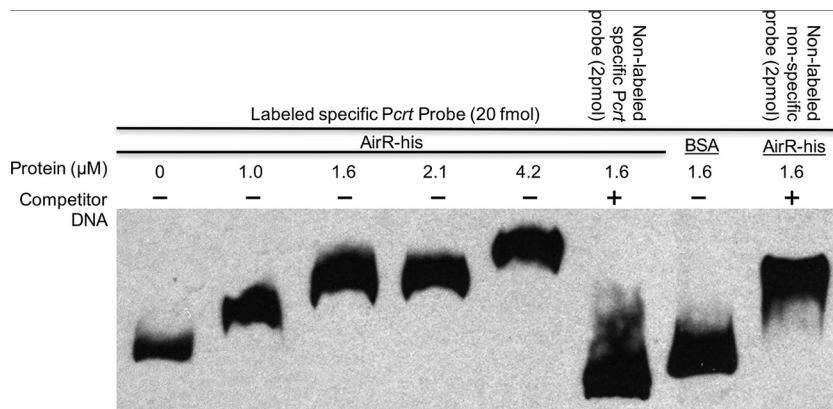 Non-labeled
specific Pcrt
probe (2pmol)
Non-labeled
non-specific
probe (2pmol)
Labeled specific Pcrt Probe (20 fmol)
AirR-his
BSA
AirR-his
Protein (µM) 0 1.0 1.6 2.1 4.2 1.6 1.6 1.6
Competitor − − − − − + − +
DNA